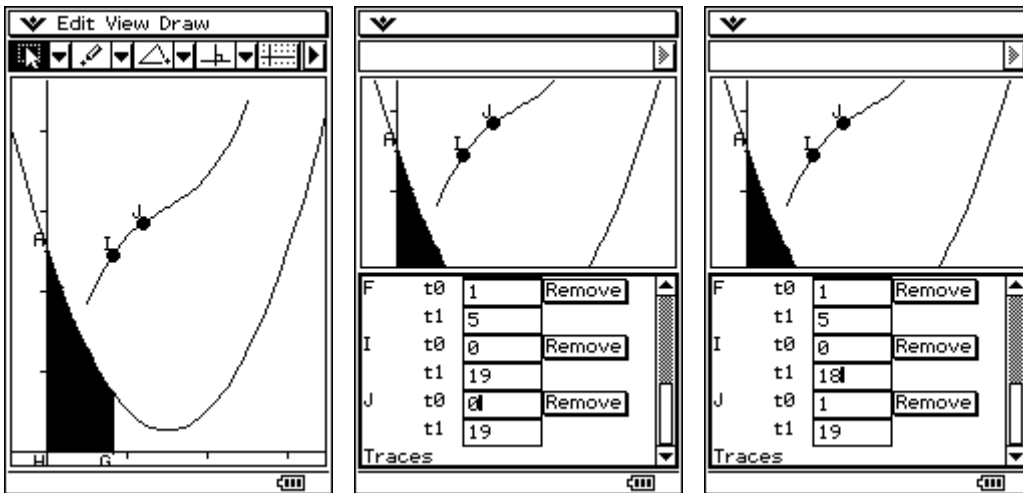 Edit View Draw
J
I
A
H G
J
I
A
F t0 1 Remove
t1 5
I t0 0 Remove
t1 19
J t0 0 Remove
t1 19
Traces
J
I
A
F t0 1 Remove
t1 5
I t0 0 Remove
t1 18
J t0 1 Remove
t1 19
Traces